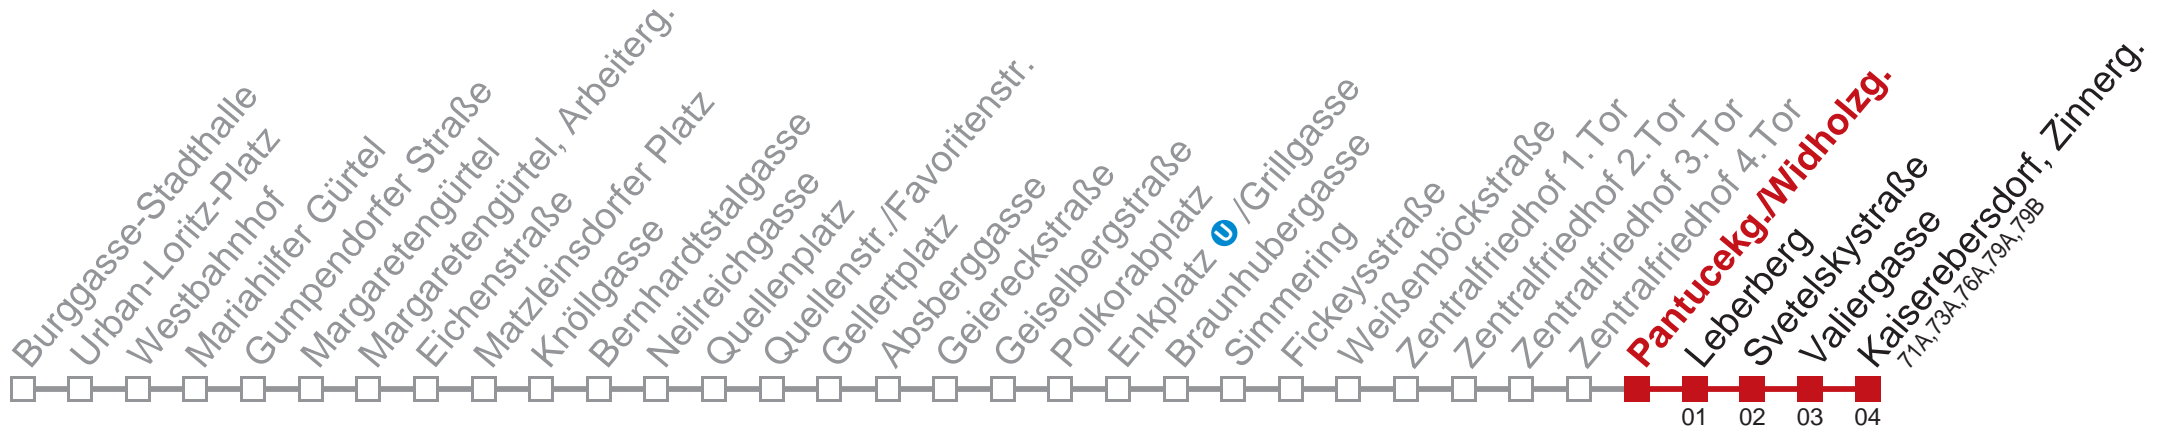 Burggasse-Stadthalle
Urban-Loritz-Platz
Westbahnhof
Mariahilfer Gürtel
Gumpendorfer Straße
Margaretengürtel
Margaretengürtel, Arbeiterg.
Eichenstraße
Matzleinsdorfer Platz
Knöllgasse
Bernhardtstalgasse
Neilreichgasse
Quellenplatz
Quellenstr./Favoritenstr.
Gellertplatz
Absberggasse
Geiereckstraße
Geiselbergstraße
Polkorabplatz
Enkplatz U /Grillgasse
Braunhubergasse
Simmering
Fickeysstraße
Weißenböckstraße
Zentralfriedhof 1.Tor
Zentralfriedhof 2.Tor
Zentralfriedhof 3.Tor
Zentralfriedhof 4.Tor
Pantucekg./Widholzg.
Leberberg
Svetelskystraße
Valiergasse
Kaiserebersdorf, Zinnerg.
71A,73A,76A,79A,79B
01 02 03 04